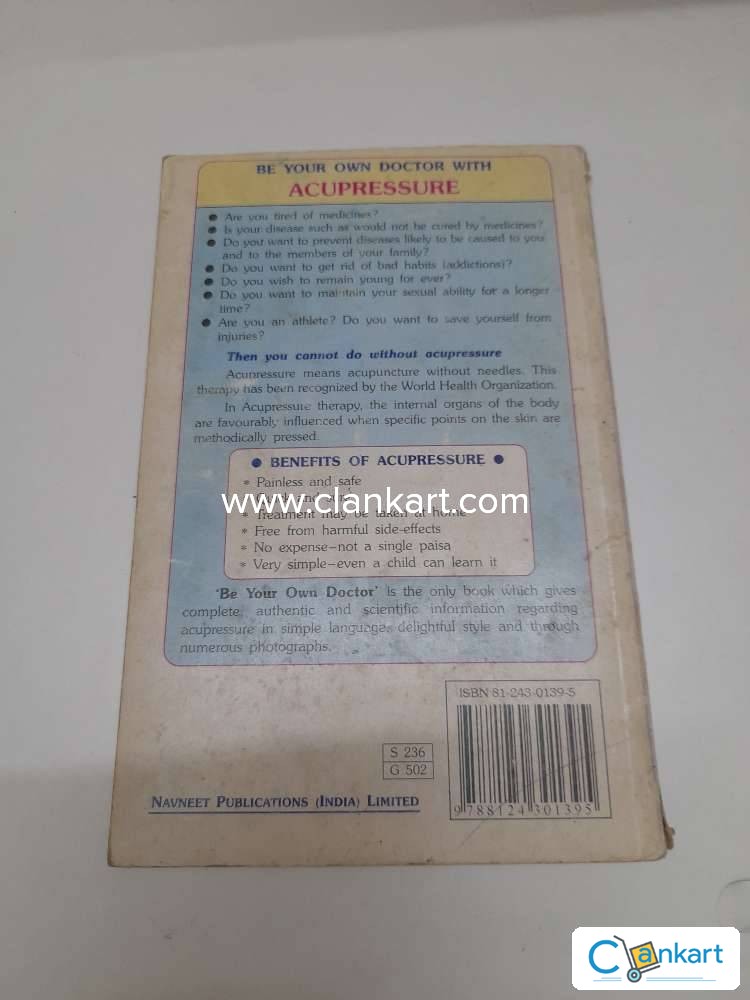 BE YOUR OWN DOCTOR WITH
ACUPRESSURE
● Are you tired of medicines?
● Is your disease such as would not be cured by medicines?
● Do you want to prevent diseases likely to be caused to you
and to the members of your family?
● Do you want to get rid of bad habits (addictions)?
● Do you wish to remain young for ever?
● Do you want to maintain your sexual ability for a longer
time?
● Are you an athlete? Do you want to save yourself from
injuries?
Then you cannot do without acupressure
Acupressure means acupuncture without needles. This
therapy has been recognized by the World Health Organization.
In Acupressure therapy, the internal organs of the body
are favourably influenced when specific points on the skin are
methodically pressed.
● BENEFITS OF ACUPRESSURE ●
* Painless and safe
www.clankart.com
* Treatment may be taken at home
* Free from harmful side-effects
* No expense–not a single paisa
* Very simple–even a child can learn it
'Be Your Own Doctor' is the only book which gives
complete, authentic and scientific information regarding
acupressure in simple language, delightful style and through
numerous photographs.
ISBN 81-243-0139-5
S 236
G 502
NAVNEET PUBLICATIONS (INDIA) LIMITED
9 788124 301395
Clankart